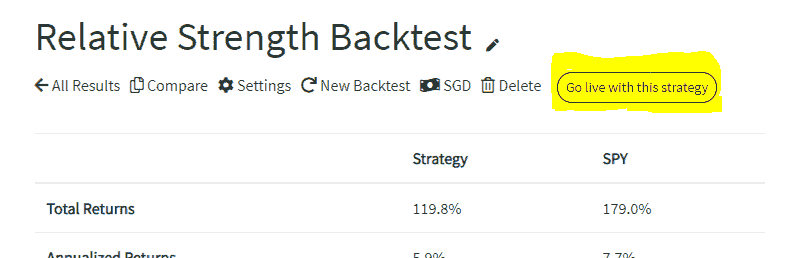 Relative Strength Backtest
All Results Compare Settings New Backtest SGD Delete Go live with this strategy
Strategy SPY
Total Returns 119.8% 179.0%
Annualized Returns 5.9% 7.7%